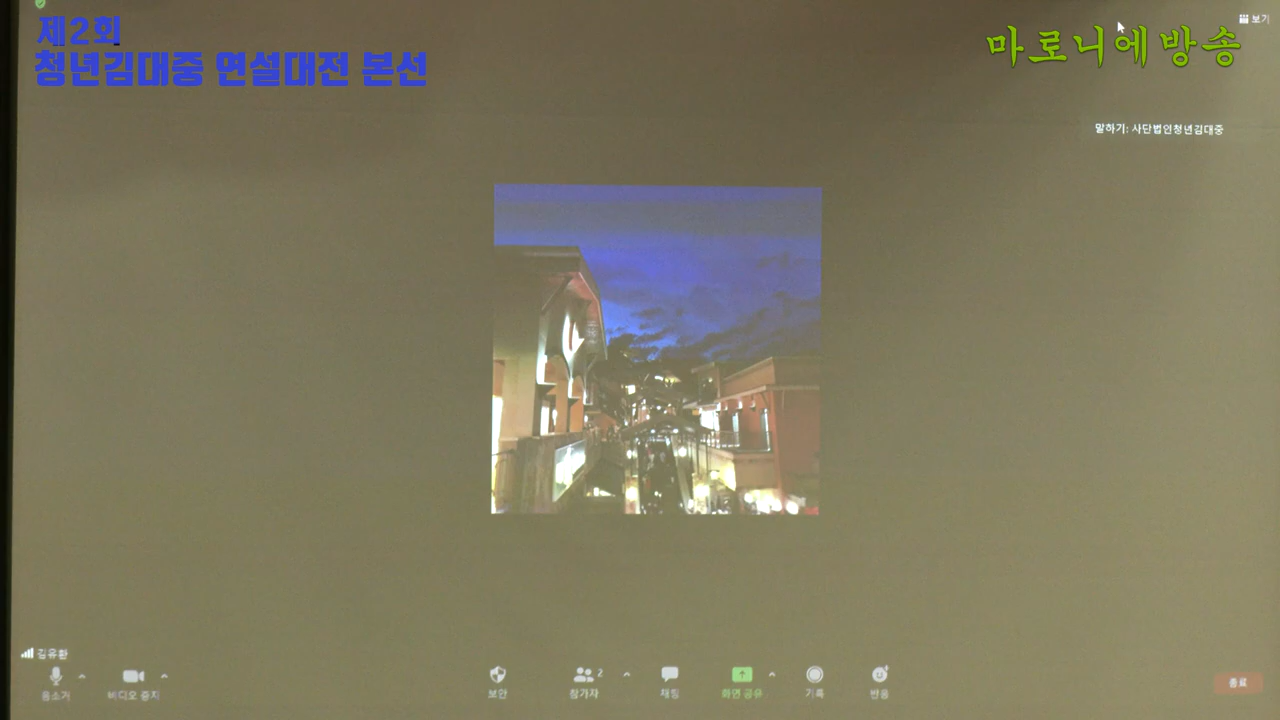 제2회
청년김대중 연설대전 본선
마로니에방송
보기
말하기: 사단법인청년김대중
김유환
음소거
비디오 중지
보안
참가자
2
채팅
화면 공유
기록
반응
종료